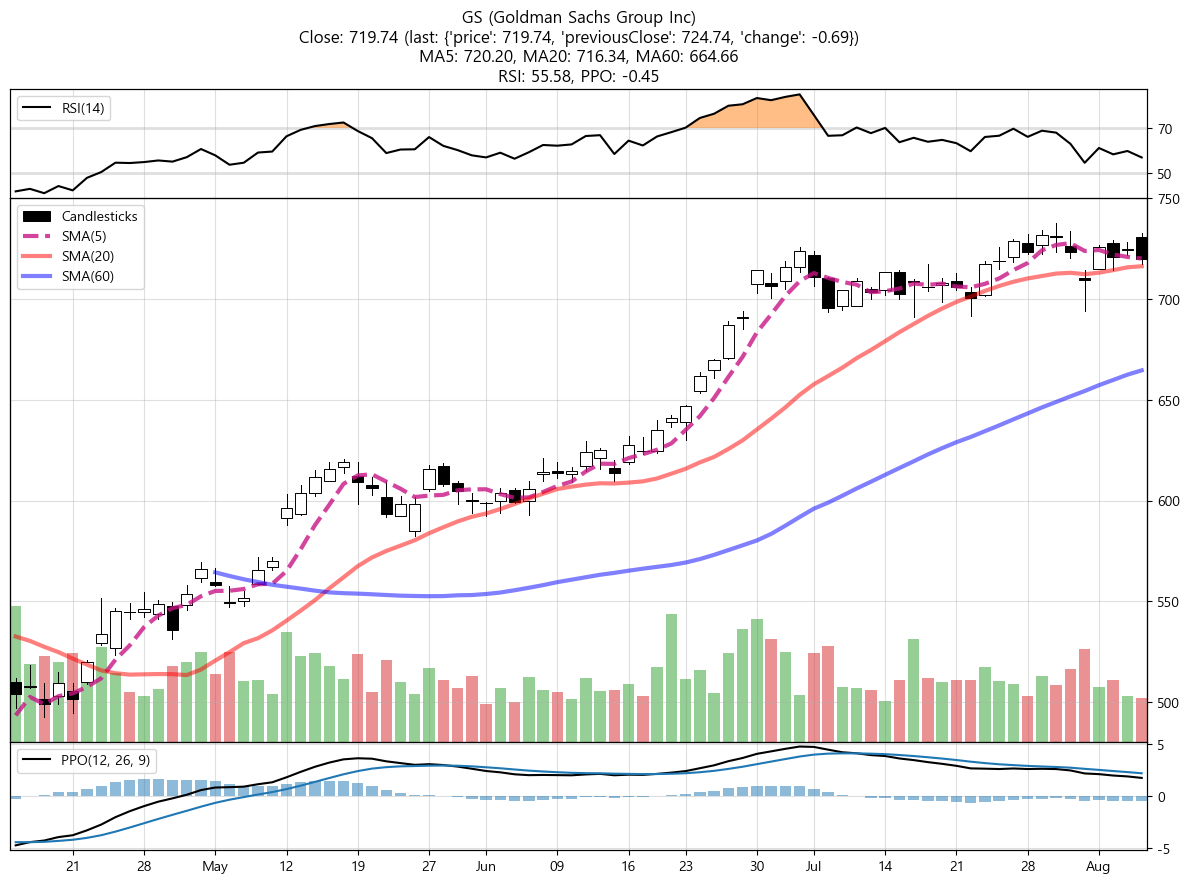 GS (Goldman Sachs Group Inc)
Close: 719.74 (last: {'price': 719.74, 'previousClose': 724.74, 'change': -0.69})
MA5: 720.20, MA20: 716.34, MA60: 664.66
RSI: 55.58, PPO: -0.45
RSI(14)
70
50
750
Candlesticks
SMA(5)
SMA(20)
SMA(60)
700
650
600
550
500
PPO(12, 26, 9)
5
0
-5
21 28 May 12 19 27 Jun 09 16 23 30 Jul 14 21 28 Aug